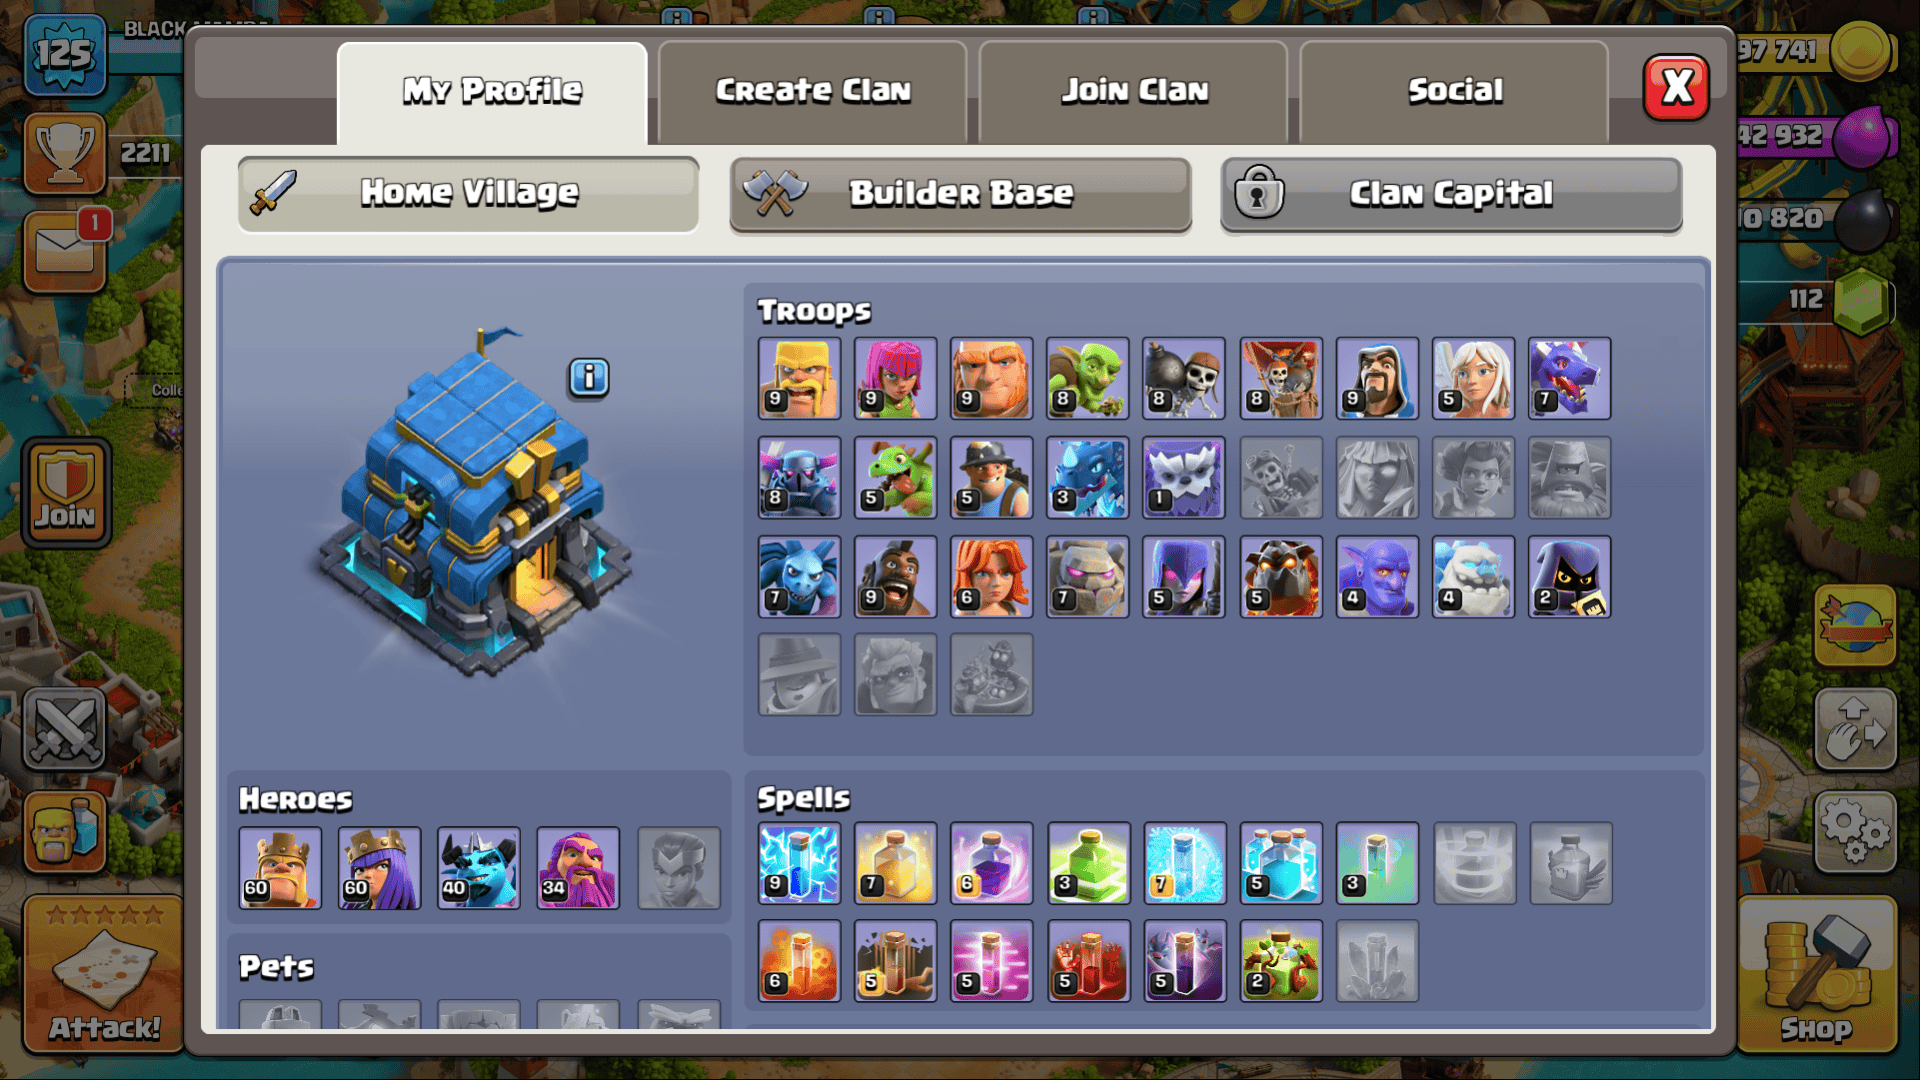 125
BLACK MAMBA
2211
1
Colle
Join
Attack!
My Profile
Create Clan
Join Clan
Social
X
Home Village
Builder Base
Clan Capital
97 741
42 932
10 820
112
i
Troops
9 9 9 8 8 8 9 5 7
8 5 5 3 1
7 9 6 7 5 5 4 4 2
Heroes
60 60 40 34
Pets
Spells
9 7 6 3 7 5 3
6 5 5 5 5 2
Shop